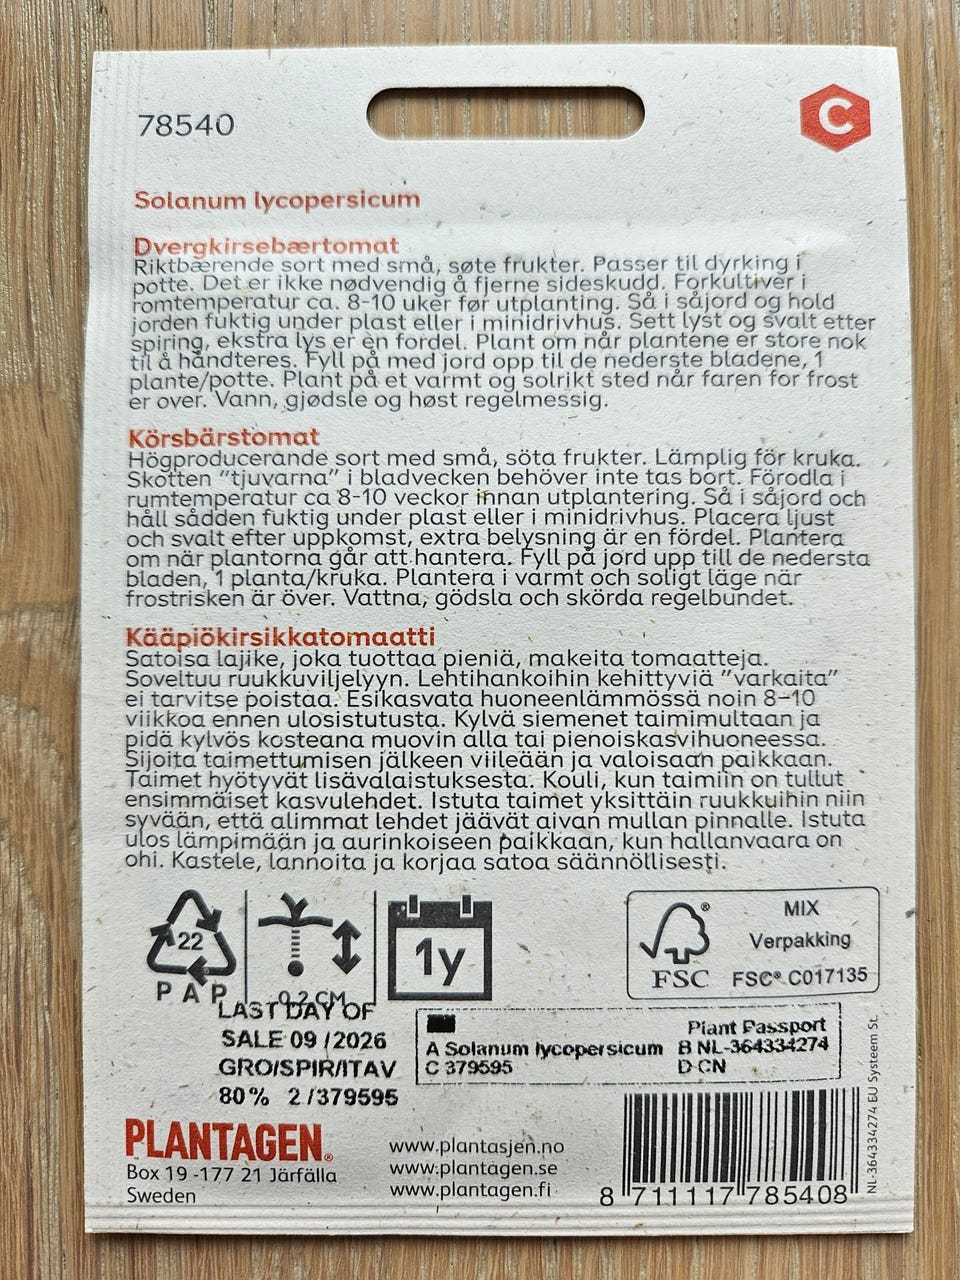 78540
C
Solanum lycopersicum
Dvergkirsebærtomat
Riktbærende sort med små, søte frukter. Passer til dyrking i
potte. Det er ikke nødvendig å fjerne sideskudd. Forkultiver i
romtemperatur ca. 8-10 uker før utplanting. Så i såjord og hold
jorden fuktig under plast eller i minidrivhus. Sett lyst og svalt etter
spiring, ekstra lys er en fordel. Plant om når plantene er store nok
til å håndteres. Fyll på med jord opp til de nederste bladene, 1
plante/potte. Plant på et varmt og solrikt sted når faren for frost
er over. Vann, gjødsle og høst regelmessig.
Körsbärstomat
Högproducerande sort med små, söta frukter. Lämplig för kruka.
Skotten "tjuvarna" i bladvecken behöver inte tas bort. Förodla i
rumtemperatur ca 8-10 veckor innan utplantering. Så i såjord och
håll sådden fuktig under plast eller i minidrivhus. Placera ljust
och svalt efter uppkomst, extra belysning är en fördel. Plantera
om när plantorna går att hantera. Fyll på jord upp till de nedersta
bladen, 1 planta/kruka. Plantera i varmt och soligt läge när
frostrisken är över. Vattna, gödsla och skörda regelbundet.
Kääpiökirsikkatomaatti
Satoisa lajike, joka tuottaa pieniä, makeita tomaatteja.
Soveltuu ruukkuviljelyyn. Lehtihankoihin kehittyviä "varkaita"
ei tarvitse poistaa. Esikasvata huoneenlämmössä noin 8-10
viikkoa ennen ulosistutusta. Kylvä siemenet taimimultaan ja
pidä kylvös kosteana muovin alla tai pienoiskasvihuoneessa.
Sijoita taimettumisen jälkeen viileään ja valoisaan paikkaan.
Taimet hyötyvät lisävalaistuksesta. Kouli, kun taimiin on tullut
ensimmäiset kasvulehdet. Istuta taimet yksittäin ruukkuihin niin
syvään, että alimmat lehdet jäävät aivan mullan pinnalle. Istuta
ulos lämpimään ja aurinkoiseen paikkaan, kun hallanvaara on
ohi. Kastele, lannoita ja korjaa satoa säännöllisesti.
22
PAP
0,2 CM
1y
FSC®
MIX
Verpakking
FSC® C017135
LAST DAY OF
SALE 09 /2026
GRO/SPIR/ITAV
80% 2 /379595
Plant Passport
A Solanum lycopersicum B NL-364334274
C 379595 D CN
PLANTAGEN®
Box 19 -177 21 Järfälla
Sweden
www.plantasjen.no
www.plantagen.se
www.plantagen.fi
8 711117 785408
NL-364334274 EU Systeem St.